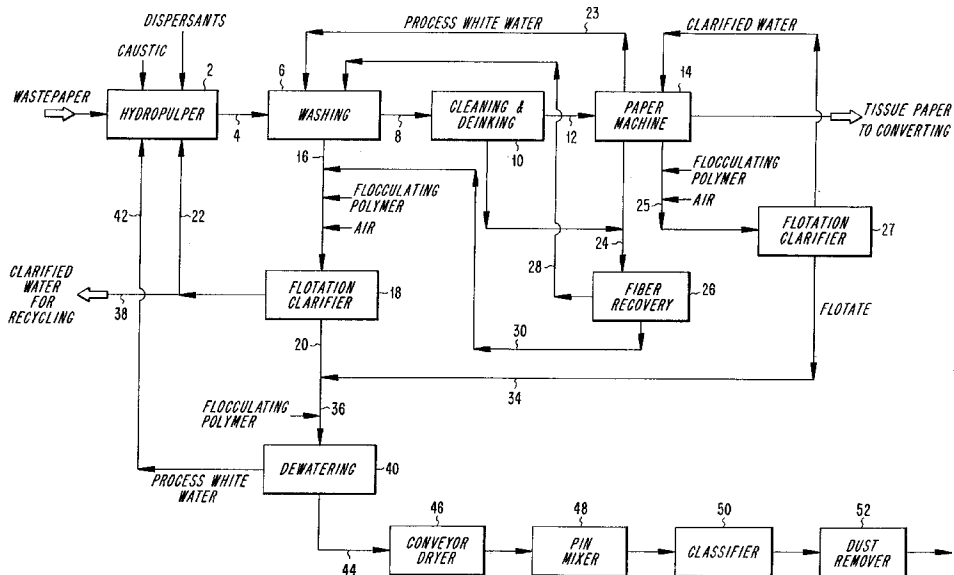 DISPERSANTS
CAUSTIC
PROCESS WHITE WATER
23
CLARIFIED WATER
2
6
14
WASTEPAPER
HYDROPULPER
4
WASHING
8
CLEANING &
DEINKING
10
12
PAPER
MACHINE
TISSUE PAPER
TO CONVERTING
16
42
22
FLOCCULATING
POLYMER
AIR
24
28
FLOCCULATING
POLYMER
25
AIR
FLOTATION
CLARIFIER
27
CLARIFIED
WATER
FOR
RECYCLING
38
FLOTATION
CLARIFIER
18
FIBER
RECOVERY
26
FLOTATE
20
30
34
FLOCCULATING
POLYMER
36
DEWATERING
40
PROCESS WHITE
WATER
44
46
CONVEYOR
DRYER
48
PIN
MIXER
50
CLASSIFIER
52
DUST
REMOVER